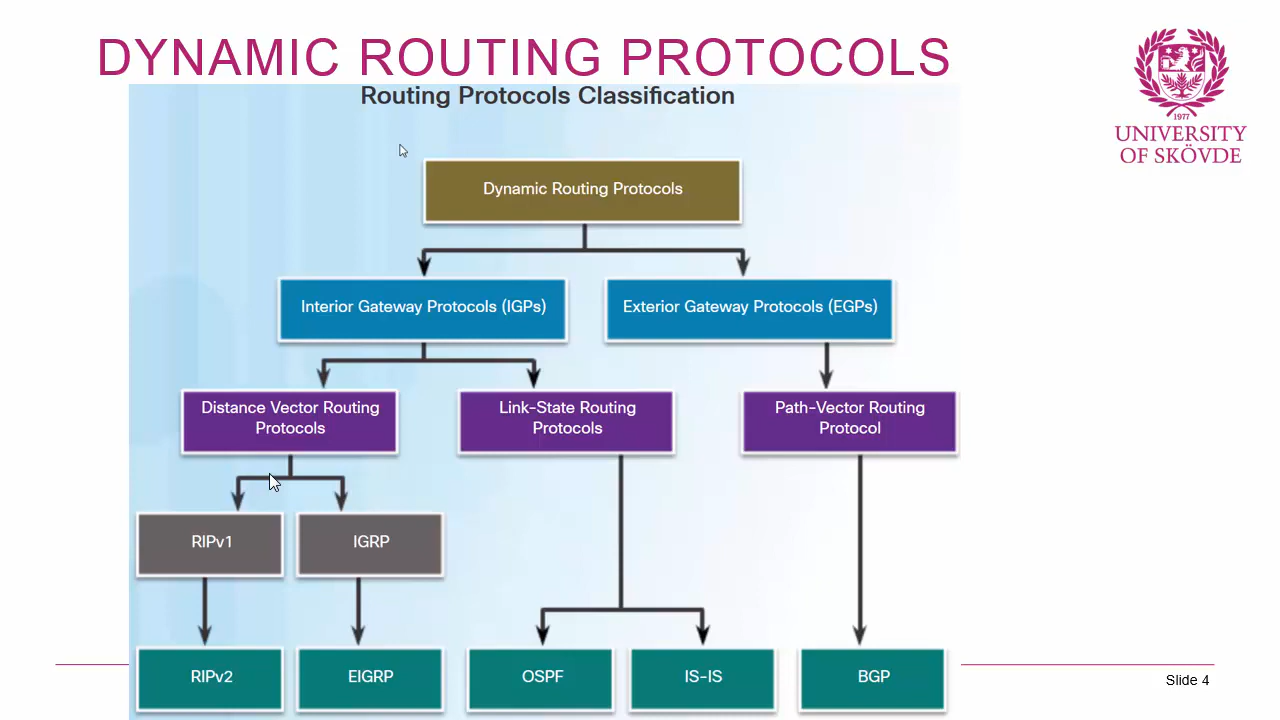 DYNAMIC ROUTING PROTOCOLS
1977
UNIVERSITY
OF SKÖVDE
Routing Protocols Classification
Dynamic Routing Protocols
Interior Gateway Protocols (IGPs)
Exterior Gateway Protocols (EGPs)
Distance Vector Routing
Protocols
Link-State Routing
Protocols
Path-Vector Routing
Protocol
RIPv1
IGRP
RIPv2
EIGRP
OSPF
IS-IS
BGP
Slide 4